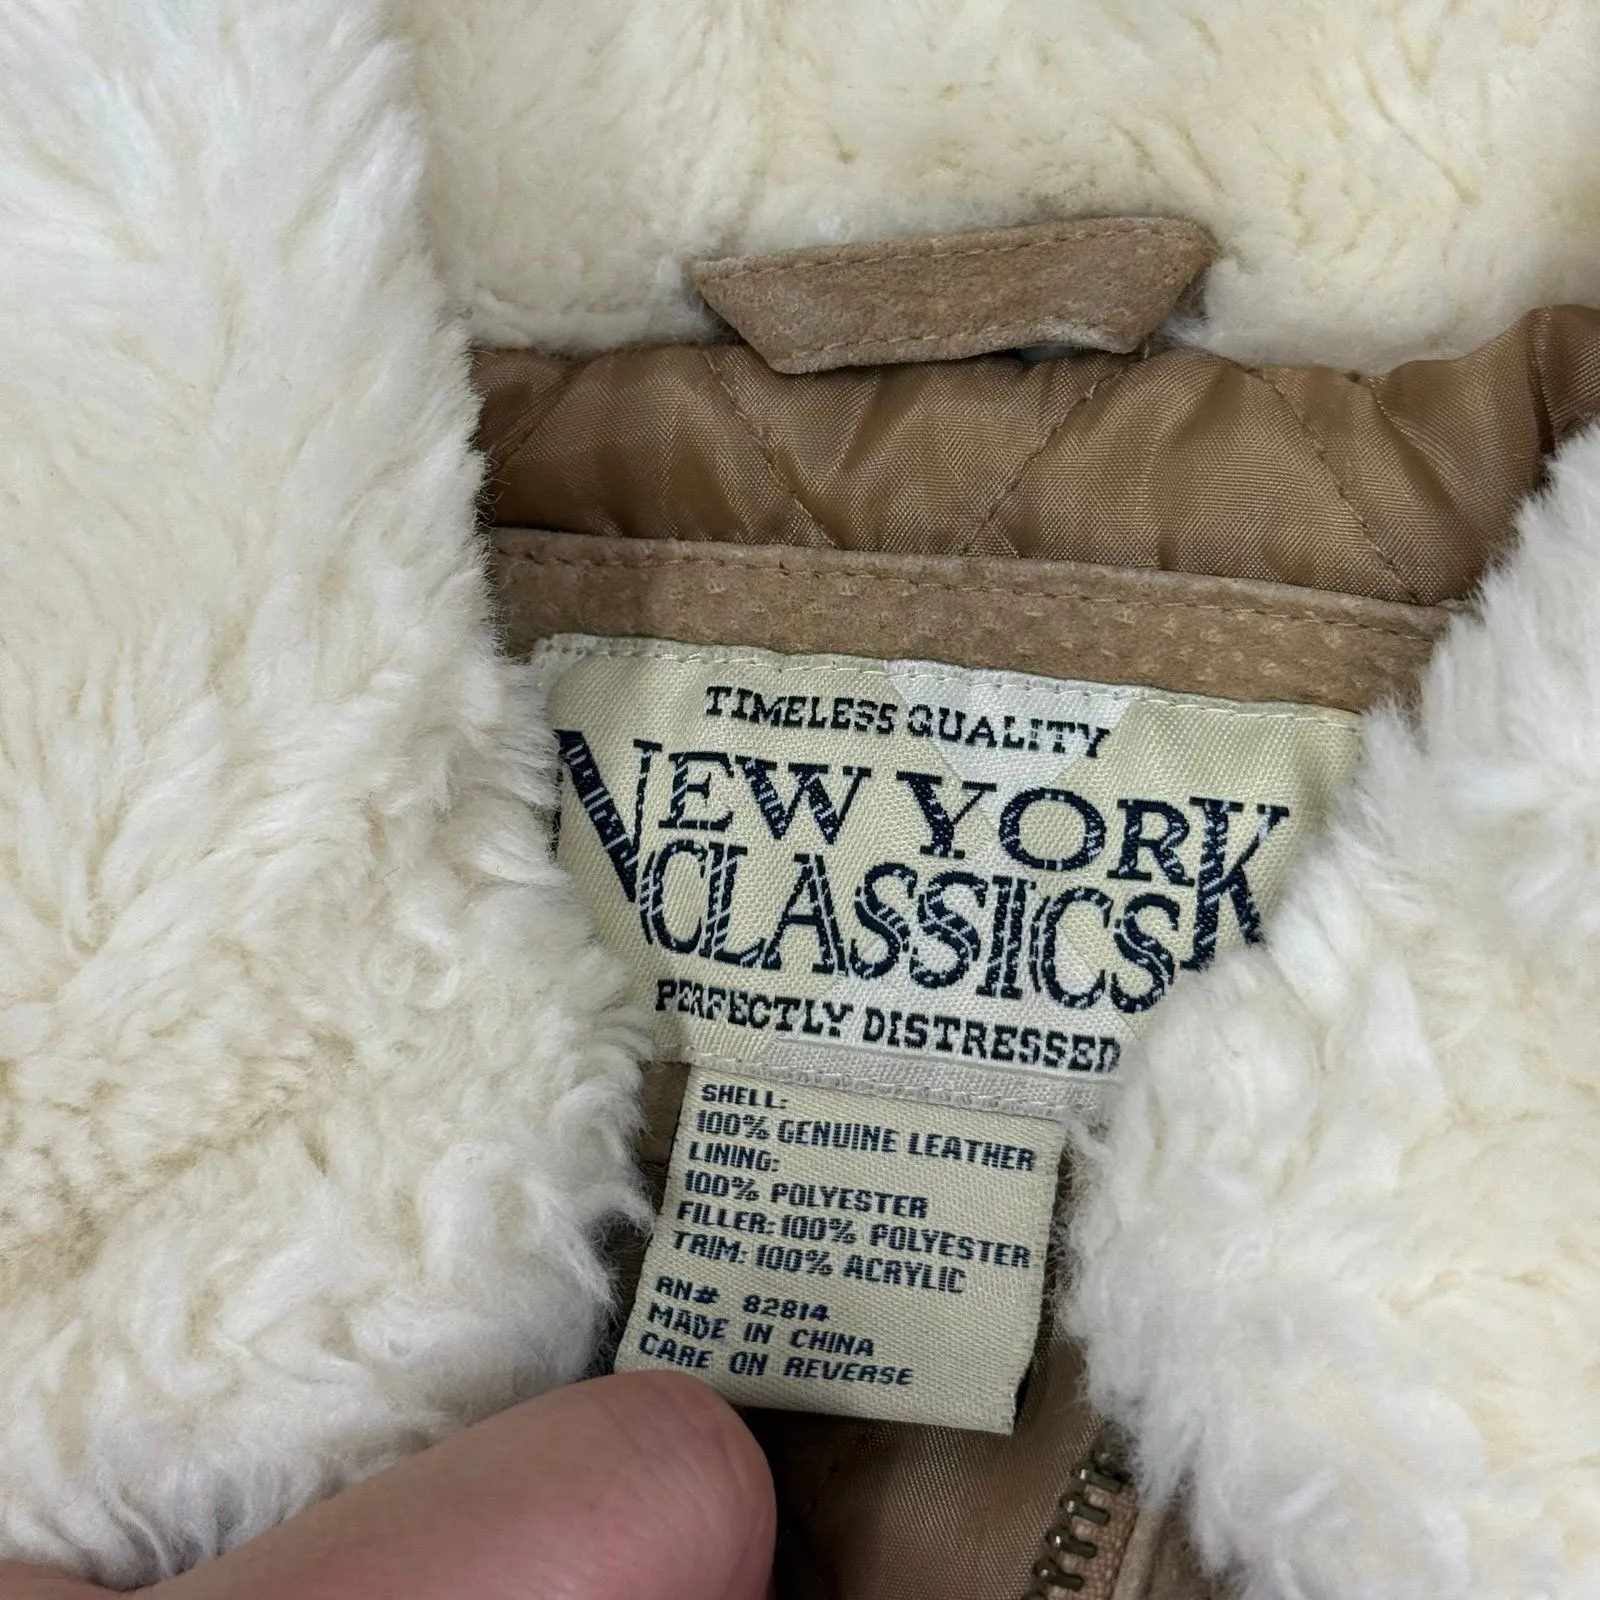 TIMELESS QUALITY
NEW YORK
CLASSICS
PERFECTLY DISTRESSED
SHELL:
100% GENUINE LEATHER
LINING:
100% POLYESTER
FILLER: 100% POLYESTER
TRIM: 100% ACRYLIC
RN# 82814
MADE IN CHINA
CARE ON REVERSE